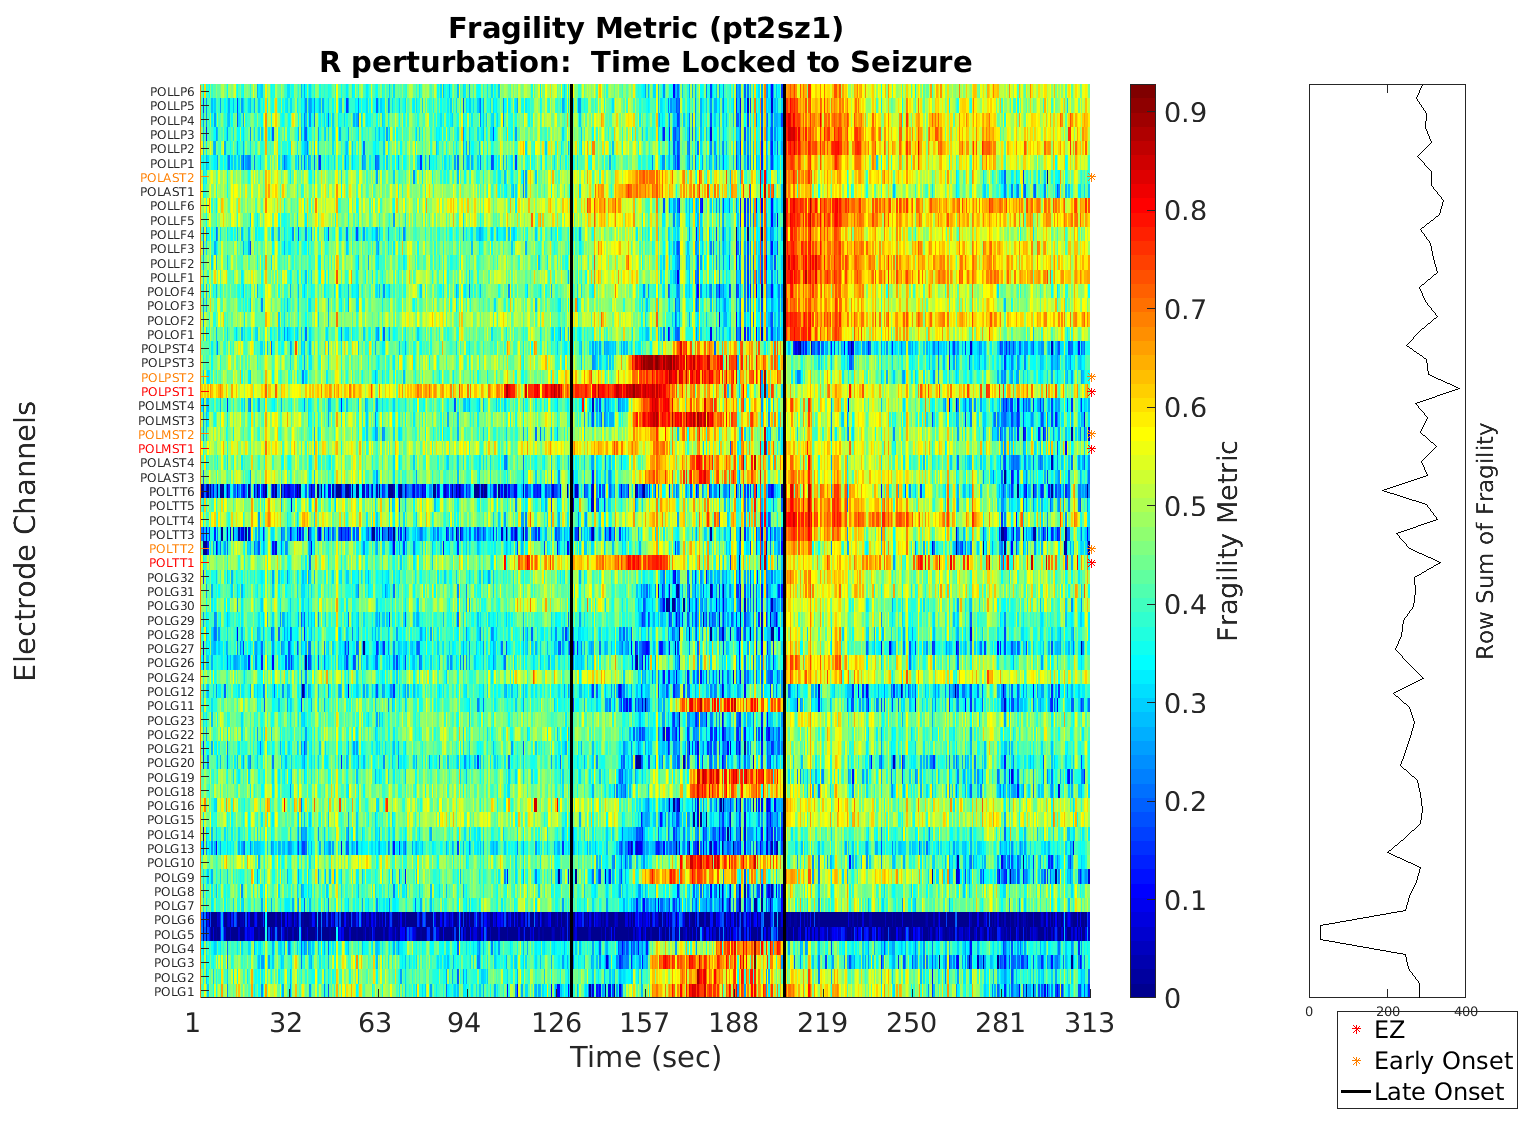 Fragility Metric (pt2sz1)
R perturbation: Time Locked to Seizure
Electrode Channels
POLLP6
POLLP5
POLLP4
POLLP3
POLLP2
POLLP1
POLAST2
POLAST1
POLLF6
POLLF5
POLLF4
POLLF3
POLLF2
POLLF1
POLOF4
POLOF3
POLOF2
POLOF1
POLPST4
POLPST3
POLPST2
POLPST1
POLMST4
POLMST3
POLMST2
POLMST1
POLAST4
POLAST3
POLTT6
POLTT5
POLTT4
POLTT3
POLTT2
POLTT1
POLG32
POLG31
POLG30
POLG29
POLG28
POLG27
POLG26
POLG24
POLG12
POLG11
POLG23
POLG22
POLG21
POLG20
POLG19
POLG18
POLG16
POLG15
POLG14
POLG13
POLG10
POLG9
POLG8
POLG7
POLG6
POLG5
POLG4
POLG3
POLG2
POLG1
1 32 63 94 126 157 188 219 250 281 313
Time (sec)
0.9
0.8
0.7
0.6
0.5
0.4
0.3
0.2
0.1
0
Fragility Metric
0 200 400
Row Sum of Fragility
EZ
Early Onset
Late Onset